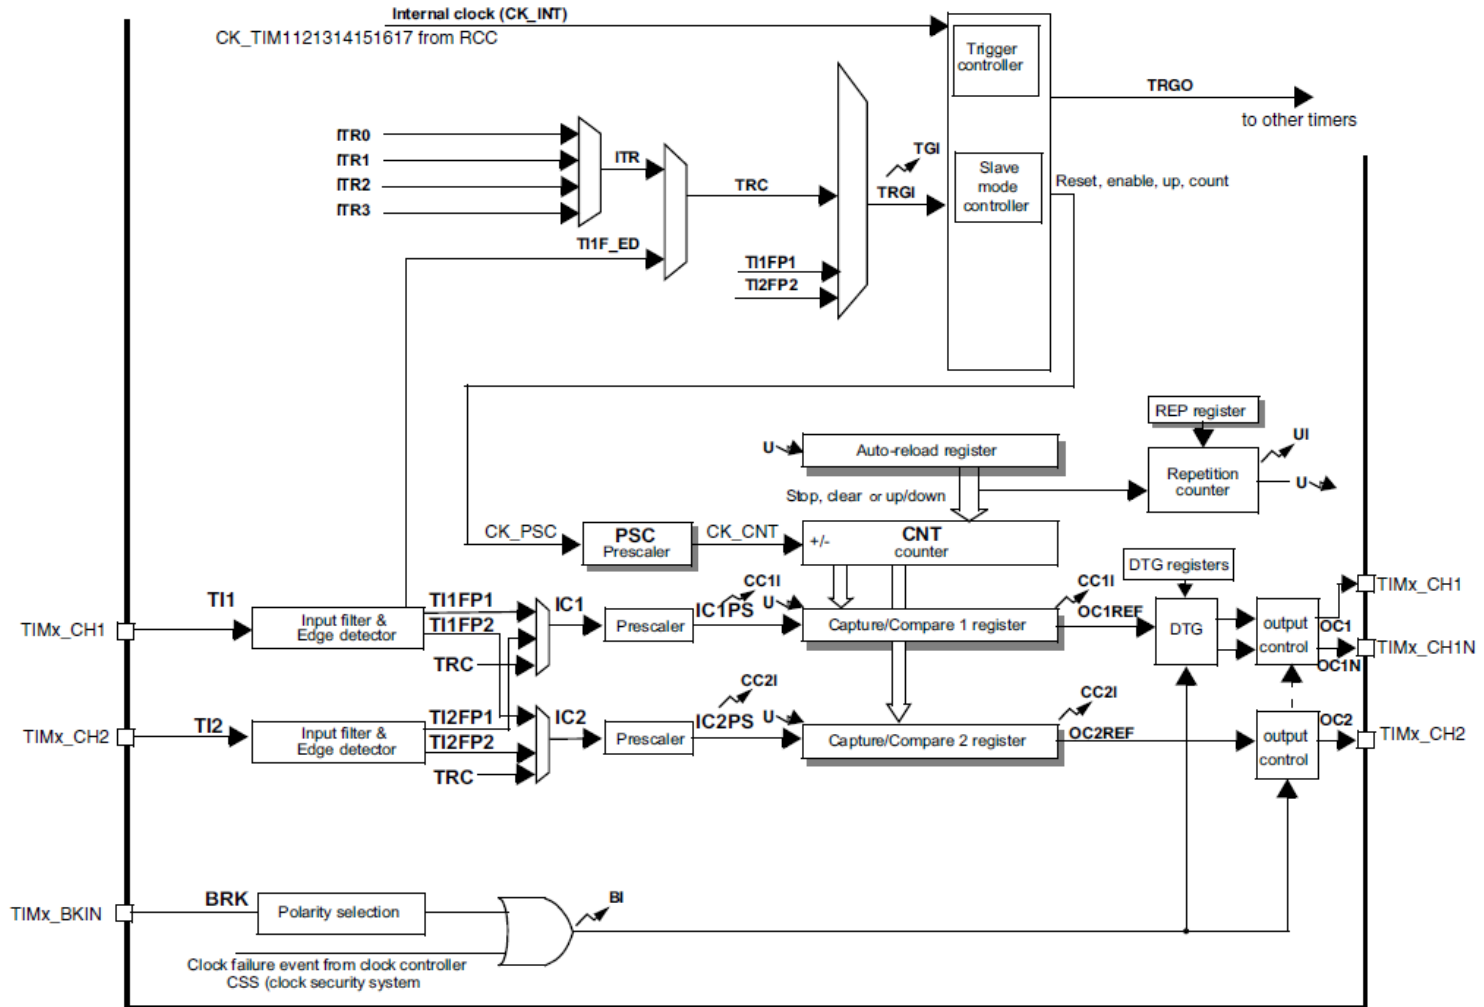 Internal clock (CK_INT)
CK_TIM1121314151617 from RCC
Trigger
controller
TRGO
to other timers
ITR0
ITR1
ITR2
ITR3
ITR
TRC
TGI
TRGI
Slave
mode
controller
Reset, enable, up, count
TI1F_ED
TI1FP1
TI2FP2
REP register
UI
U
Auto-reload register
Repetition
counter
U
Stop, clear or up/down
CK_PSC
PSC
Prescaler
CK_CNT
+/-
CNT
counter
DTG registers
TIMx_CH1
TI1
Input filter &
Edge detector
TI1FP1
TI1FP2
TRC
IC1
Prescaler
CC1I
IC1PS
U
Capture/Compare 1 register
CC1I
OC1REF
DTG
output
control
OC1
OC1N
TIMx_CH1
TIMx_CH1N
TIMx_CH2
TI2
Input filter &
Edge detector
TI2FP1
TI2FP2
TRC
IC2
Prescaler
CC2I
IC2PS
U
Capture/Compare 2 register
CC2I
OC2REF
output
control
OC2
TIMx_CH2
TIMx_BKIN
BRK
Polarity selection
BI
Clock failure event from clock controller
CSS (clock security system